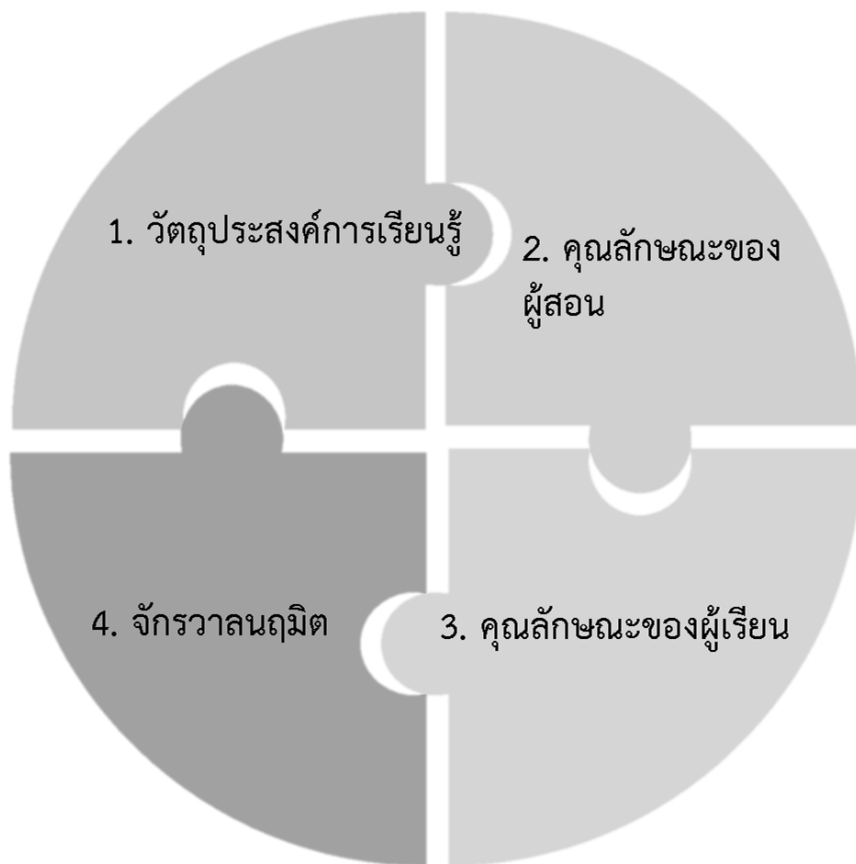 1. วัตถุประสงค์การเรียนรู้
2. คุณลักษณะของ
ผู้สอน
4. จักรวาลนฤมิต
3. คุณลักษณะของผู้เรียน